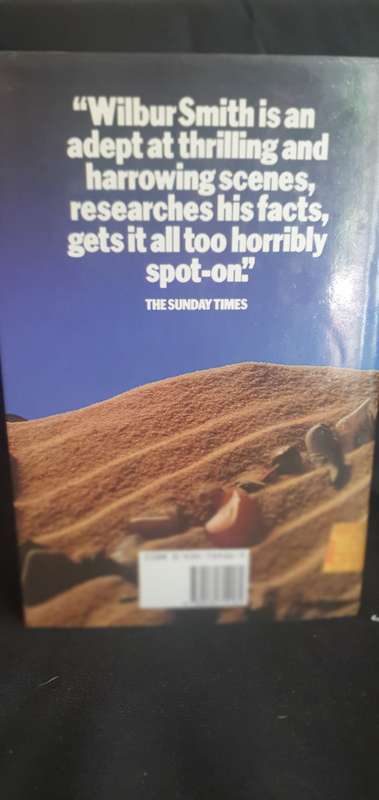 “Wilbur Smith is an
adept at thrilling and
harrowing scenes,
researches his facts,
gets it all too horribly
spot-on.”
THE SUNDAY TIMES